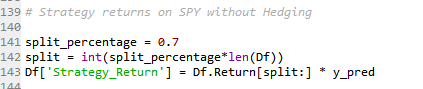 139 # Strategy returns on SPY without Hedging
140
141 split_percentage = 0.7
142 split = int(split_percentage*len(Df))
143 Df['Strategy_Return'] = Df.Return[split:] * y_pred
144